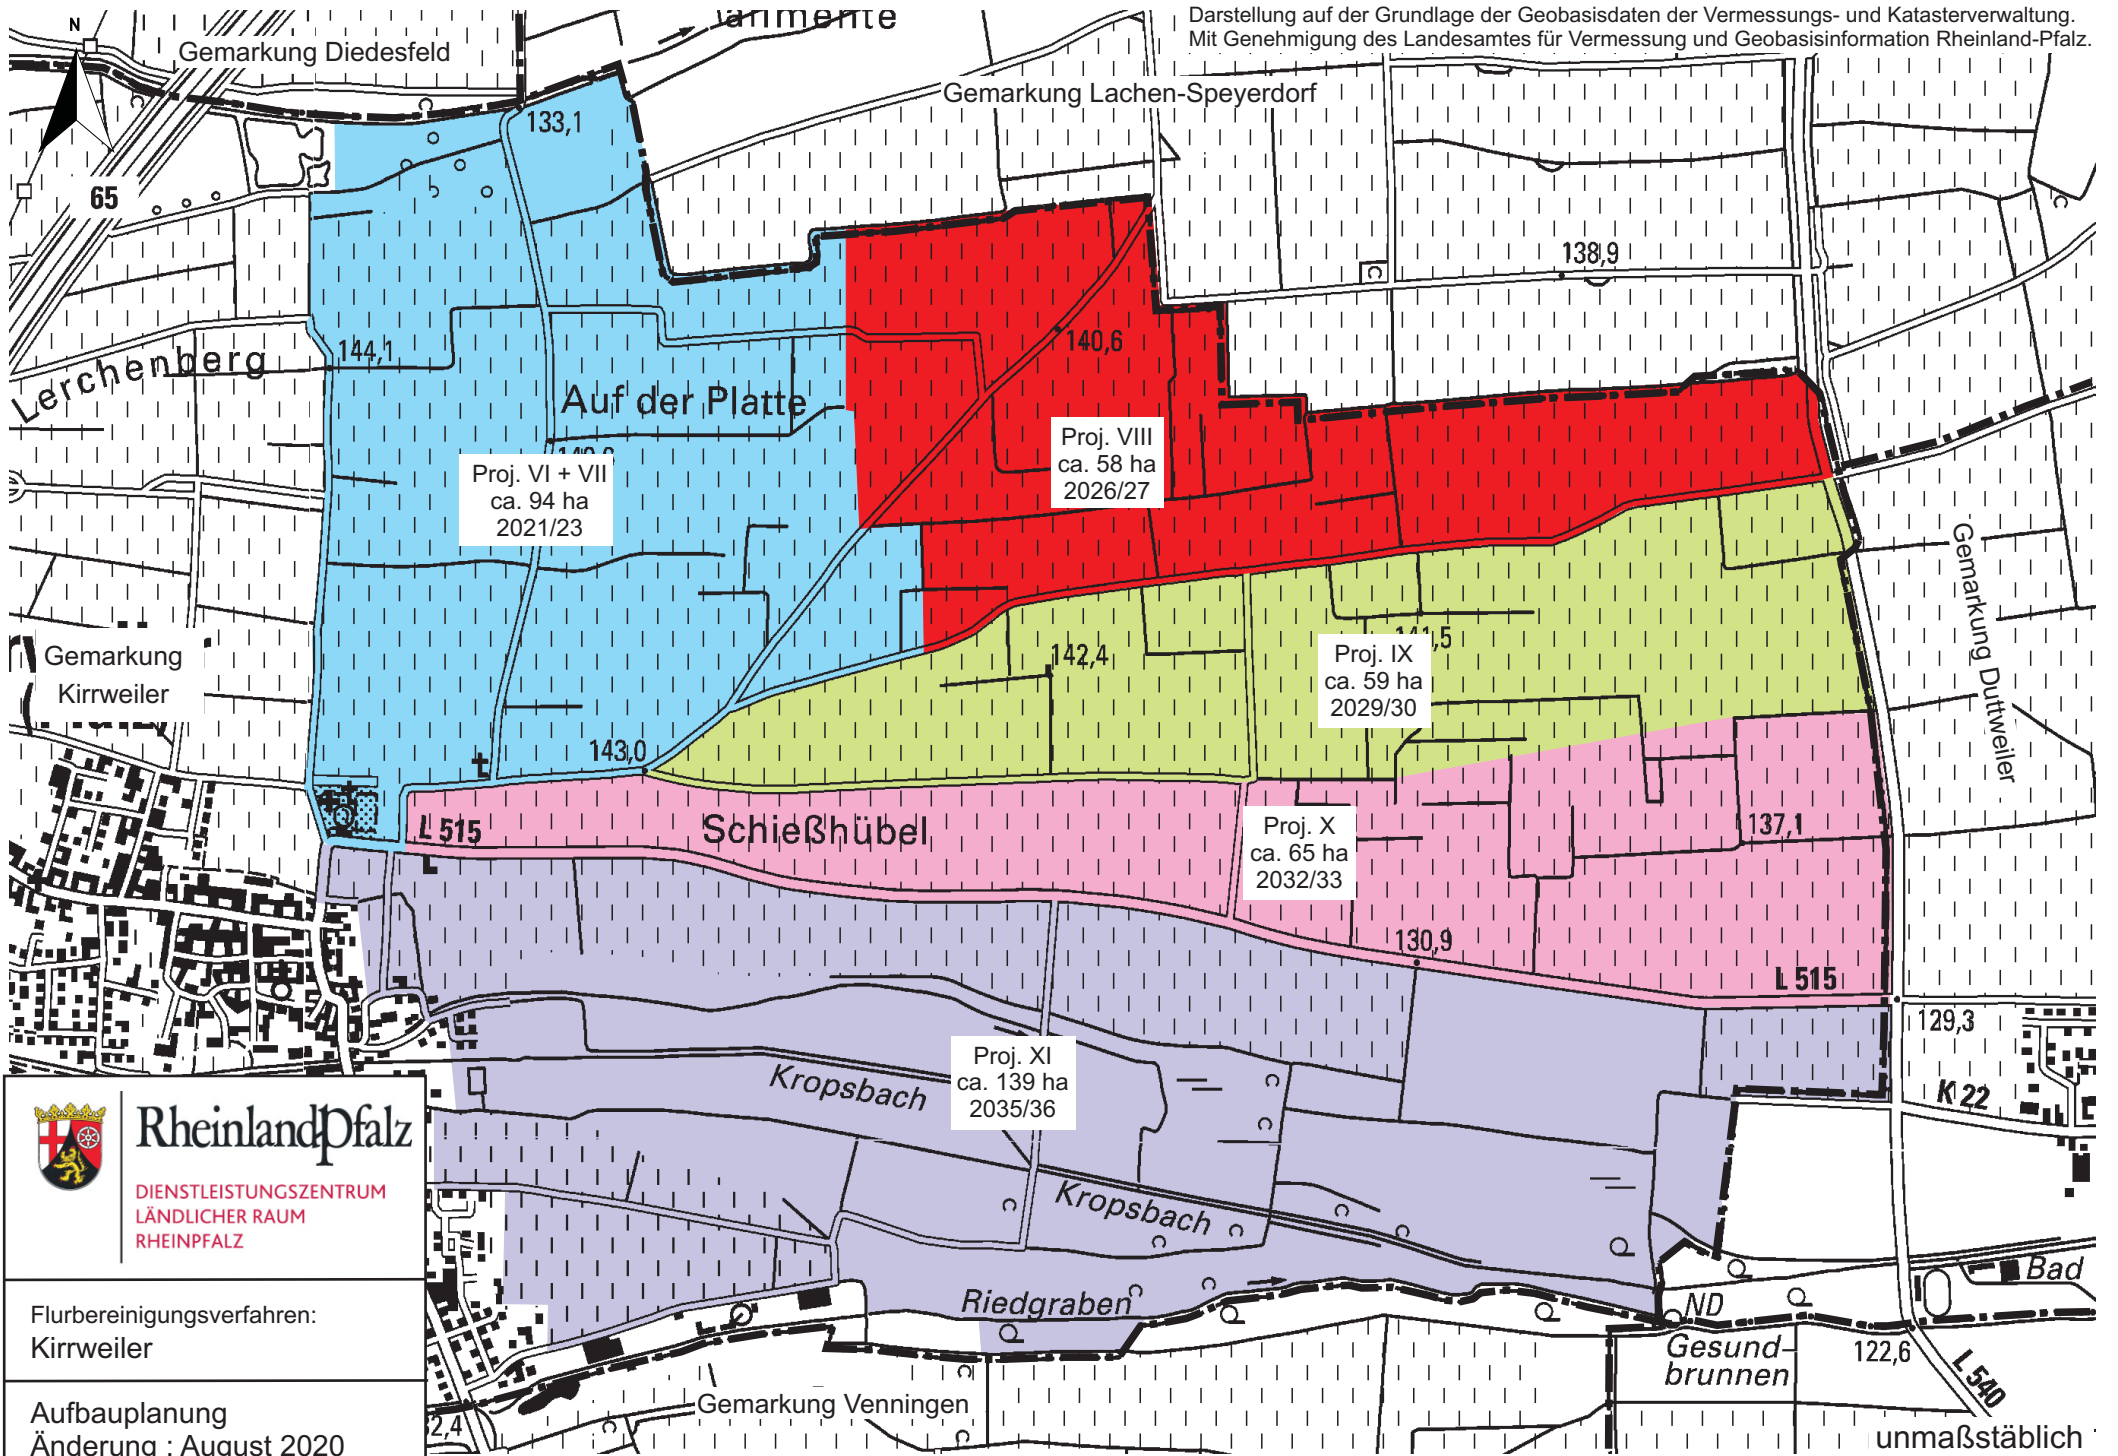 Darstellung auf der Grundlage der Geobasisdaten der Vermessungs- und Katasterverwaltung.
Mit Genehmigung des Landesamtes für Vermessung und Geobasisinformation Rheinland-Pfalz.
N
Gemarkung Diedesfeld
Gemarkung Lachen-Speyerdorf
133,1
65
138,9
140,6
144,1
Lerchenberg
Auf der Platte
Proj. VIII
ca. 58 ha
2026/27
Proj. VI + VII
ca. 94 ha
2021/23
Gemarkung Duttweiler
Gemarkung
Kirrweiler
142,4
Proj. IX
ca. 59 ha
2029/30
143,0
L 515
Schießhübel
Proj. X
ca. 65 ha
2032/33
137,1
130,9
L 515
129,3
Proj. XI
ca. 139 ha
2035/36
Kropsbach
K 22
Kropsbach
Riedgraben
Bad
ND
Gesund-
brunnen
122,6
L 540
Gemarkung Venningen
unmaßstäblich
RheinlandPfalz
DIENSTLEISTUNGSZENTRUM
LÄNDLICHER RAUM
RHEINPFALZ
Flurbereinigungsverfahren:
Kirrweiler
Aufbauplanung
Änderung : August 2020